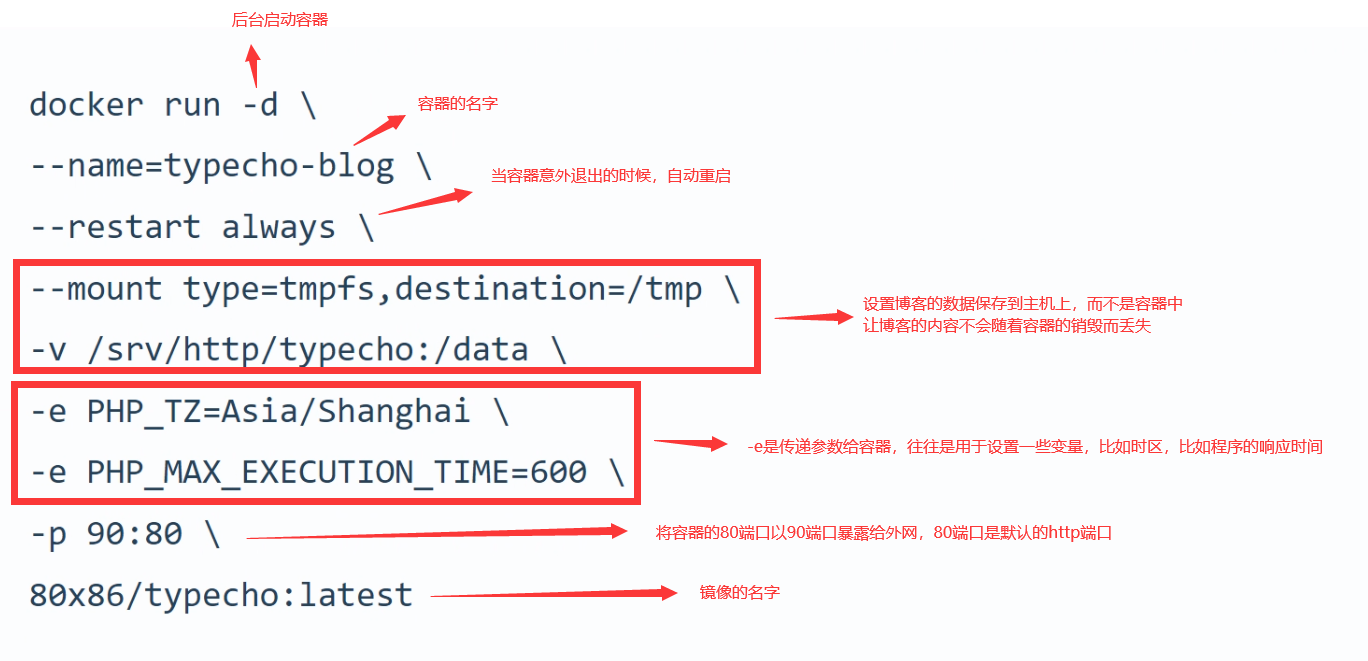 后台启动容器
docker run -d \
容器的名字
--name=typecho-blog \
当容器意外退出的时候，自动重启
--restart always \
--mount type=tmpfs,destination=/tmp \
设置博客的数据保存到主机上，而不是容器中
让博客的内容不会随着容器的销毁而丢失
-v /srv/http/typecho:/data \
-e PHP_TZ=Asia/Shanghai \
-e是传递参数给容器，往往是用于设置一些变量，比如时区，比如程序的响应时间
-e PHP_MAX_EXECUTION_TIME=600 \
-p 90:80 \
将容器的80端口以90端口暴露给外网，80端口是默认的http端口
80x86/typecho:latest
镜像的名字